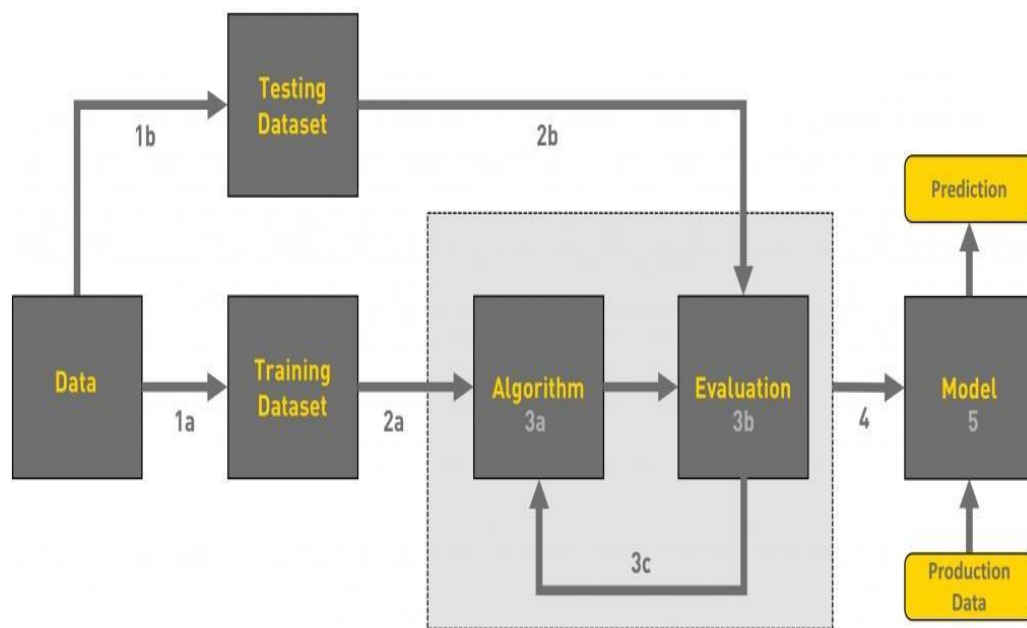 Testing
Dataset
1b
2b
Prediction
Data
1a
Training
Dataset
2a
Algorithm
3a
Evaluation
3b
4
Model
5
3c
Production
Data